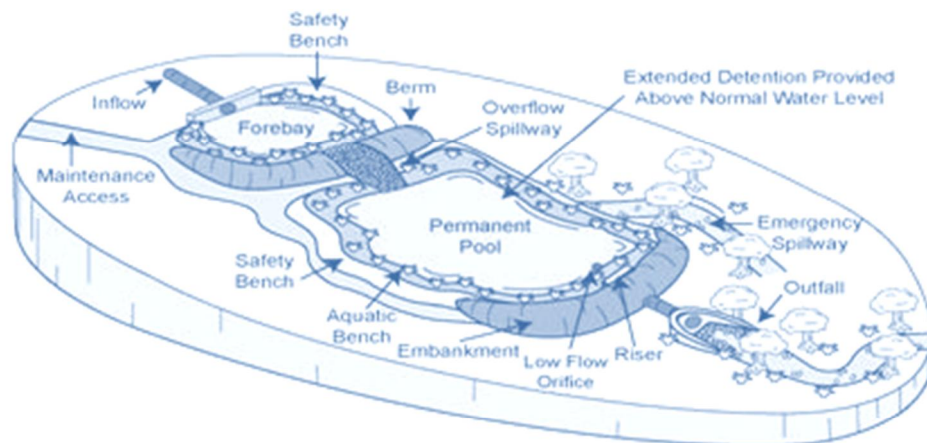 Safety
Bench
Inflow
Berm
Extended Detention Provided
Above Normal Water Level
Overflow
Spillway
Forebay
Maintenance
Access
Permanent
Pool
Emergency
Spillway
Safety
Bench
Aquatic
Bench
Outfall
Embankment
Low Flow
Orifice
Riser